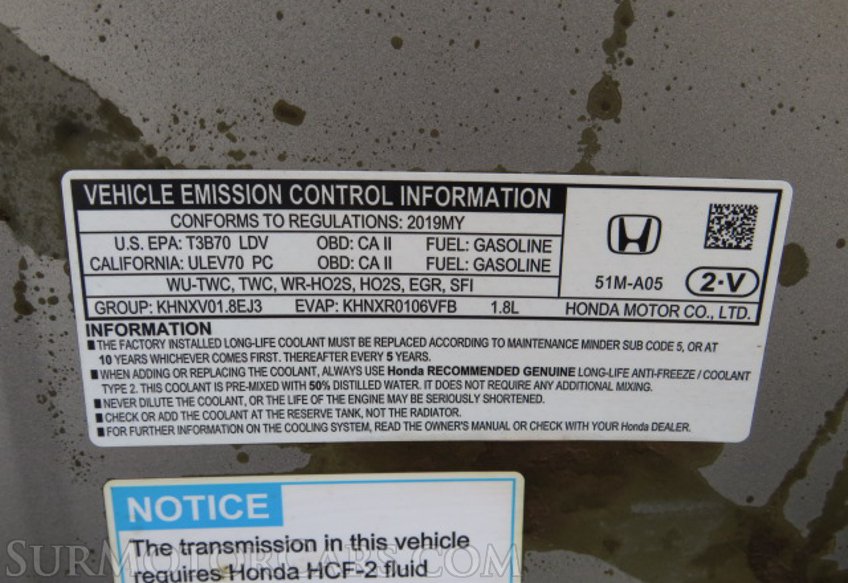 VEHICLE EMISSION CONTROL INFORMATION
CONFORMS TO REGULATIONS: 2019MY
U.S. EPA: T3B70 LDV OBD: CA II FUEL: GASOLINE
CALIFORNIA: ULEV70 PC OBD: CA II FUEL: GASOLINE
WU-TWC, TWC, WR-HO2S, HO2S, EGR, SFI
51M-A05
2·V
GROUP: KHNXV01.8EJ3 EVAP: KHNXR0106VFB 1.8L HONDA MOTOR CO., LTD.
INFORMATION
■ THE FACTORY INSTALLED LONG-LIFE COOLANT MUST BE REPLACED ACCORDING TO MAINTENANCE MINDER SUB CODE 5, OR AT
10 YEARS WHICHEVER COMES FIRST. THEREAFTER EVERY 5 YEARS.
■ WHEN ADDING OR REPLACING THE COOLANT, ALWAYS USE Honda RECOMMENDED GENUINE LONG-LIFE ANTI-FREEZE / COOLANT
TYPE 2. THIS COOLANT IS PRE-MIXED WITH 50% DISTILLED WATER. IT DOES NOT REQUIRE ANY ADDITIONAL MIXING.
■ NEVER DILUTE THE COOLANT, OR THE LIFE OF THE ENGINE MAY BE SERIOUSLY SHORTENED.
■ CHECK OR ADD THE COOLANT AT THE RESERVE TANK, NOT THE RADIATOR.
■ FOR FURTHER INFORMATION ON THE COOLING SYSTEM, READ THE OWNER'S MANUAL OR CHECK WITH YOUR Honda DEALER.
NOTICE
The transmission in this vehicle
requires Honda HCF-2 fluid
SURMOTORCARS.COM